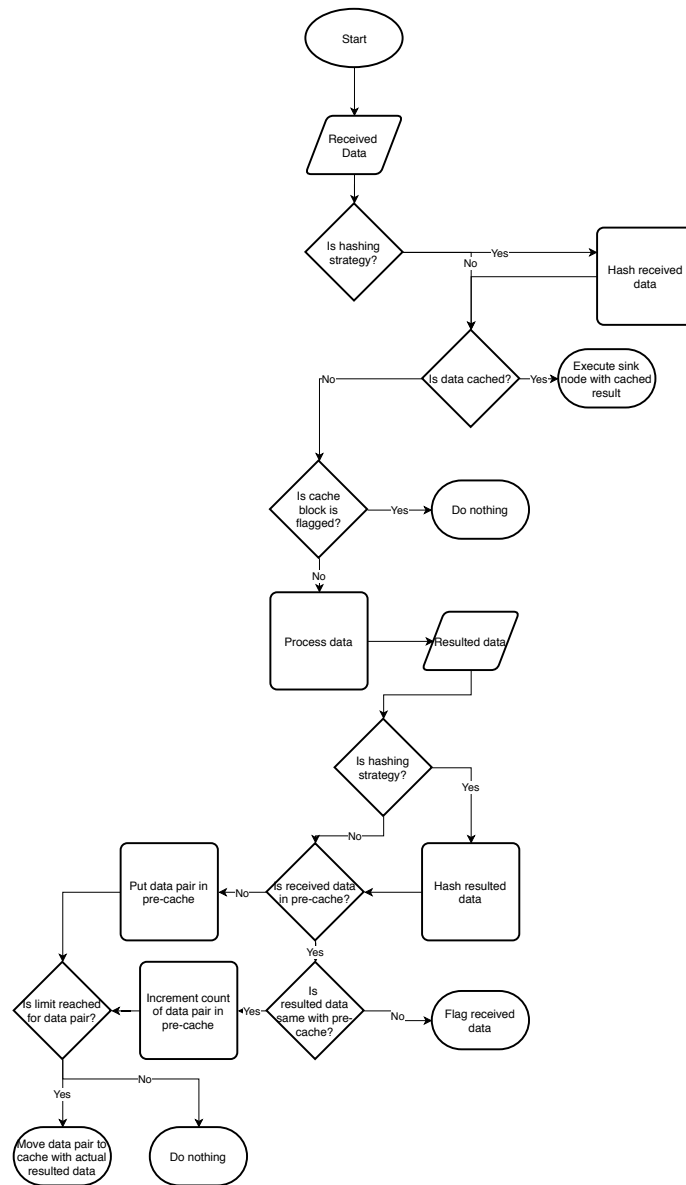 Start
Received
Data
Is hashing
strategy?
Yes
No
Hash received
data
Is data cached?
No
Yes
Execute sink
node with cached
result
Is cache
block is
flagged?
Yes
Do nothing
No
Process data
Resulted data
Is hashing
strategy?
Yes
No
Put data pair in
pre-cache
No
Is received data
in pre-cache?
Hash resulted
data
Yes
Is limit reached
for data pair?
Increment count
of data pair in
pre-cache
Yes
Is
resulted data
same with pre-
cache?
No
Flag received
data
Yes
No
Move data pair to
cache with actual
resulted data
Do nothing